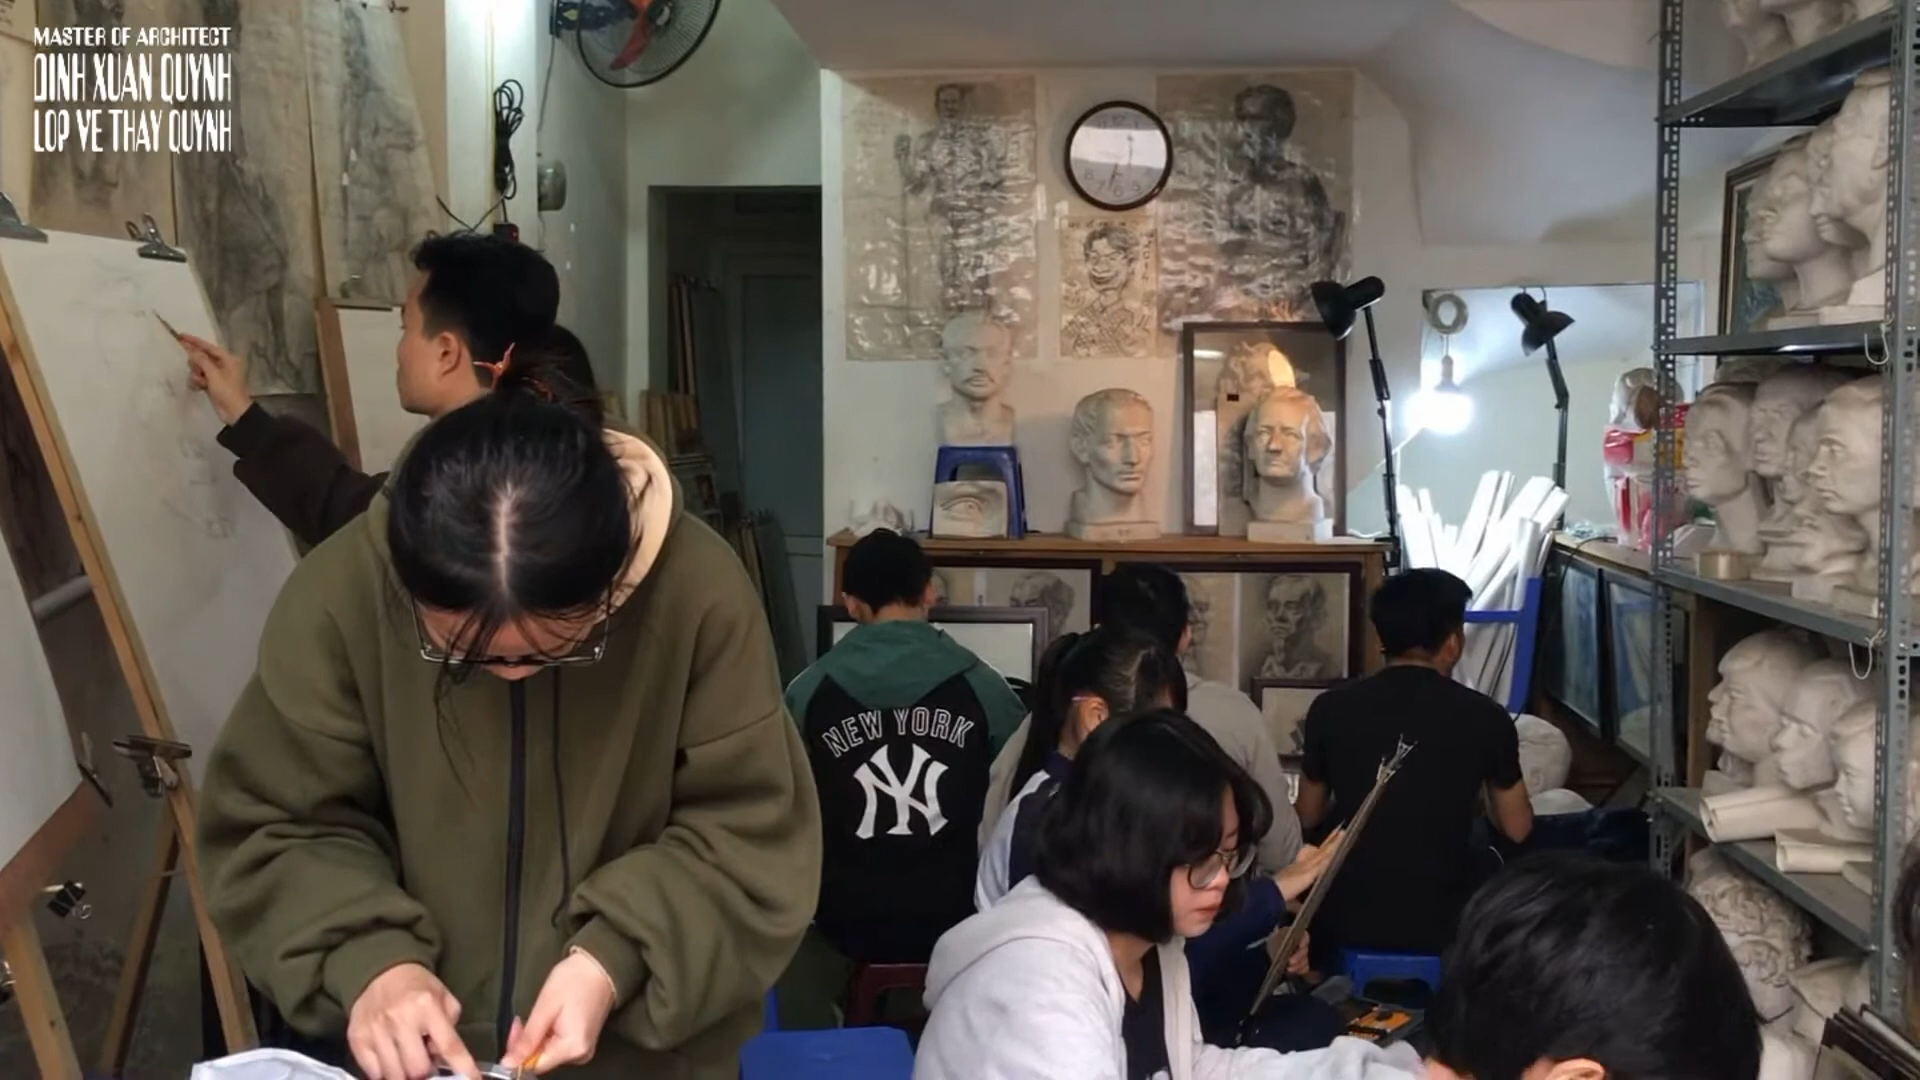 MASTER OF ARCHITECT
DINH XUAN QUYNH
LOP VE THAY QUYNH
NEW YORK
NY